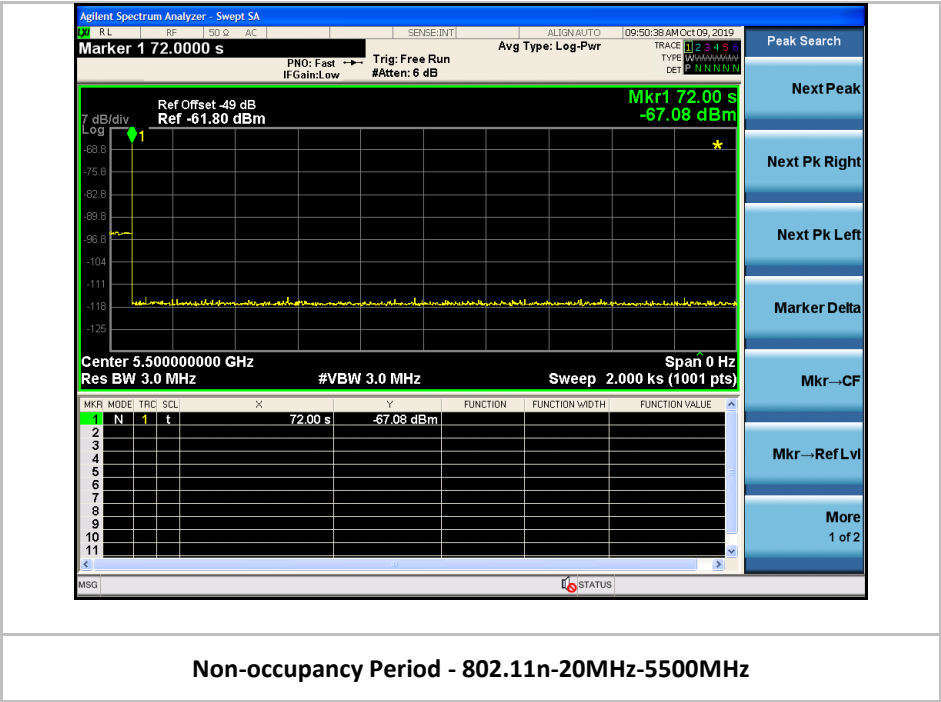 Agilent Spectrum Analyzer - Swept SA
LXI RL RF 50 Ω AC SENSE:INT ALIGNAUTO 09:50:38 AM Oct 09, 2019
Marker 1 72.0000 s
PNO: Fast
IFGain:Low
Trig: Free Run
#Atten: 6 dB
Avg Type: Log-Pwr
TRACE 1 2 3 4 5 6
TYPE W
DET P N N N N N
Peak Search
Next Peak
Next Pk Right
Next Pk Left
Marker Delta
Mkr→CF
Mkr→Ref Lvl
More
1 of 2
Mkr1 72.00 s
-67.08 dBm
Ref Offset -49 dB
7 dB/div Ref -61.80 dBm
Log
1
*
-68.8
-75.8
-82.8
-89.8
-96.8
-104
-111
-118
-125
Center 5.500000000 GHz Span 0 Hz
Res BW 3.0 MHz #VBW 3.0 MHz Sweep 2.000 ks (1001 pts)
MKR MODE TRC SCL X Y FUNCTION FUNCTION WIDTH FUNCTION VALUE
1 N 1 t 72.00 s -67.08 dBm
2
3
4
5
6
7
8
9
10
11
MSG STATUS
Non-occupancy Period - 802.11n-20MHz-5500MHz